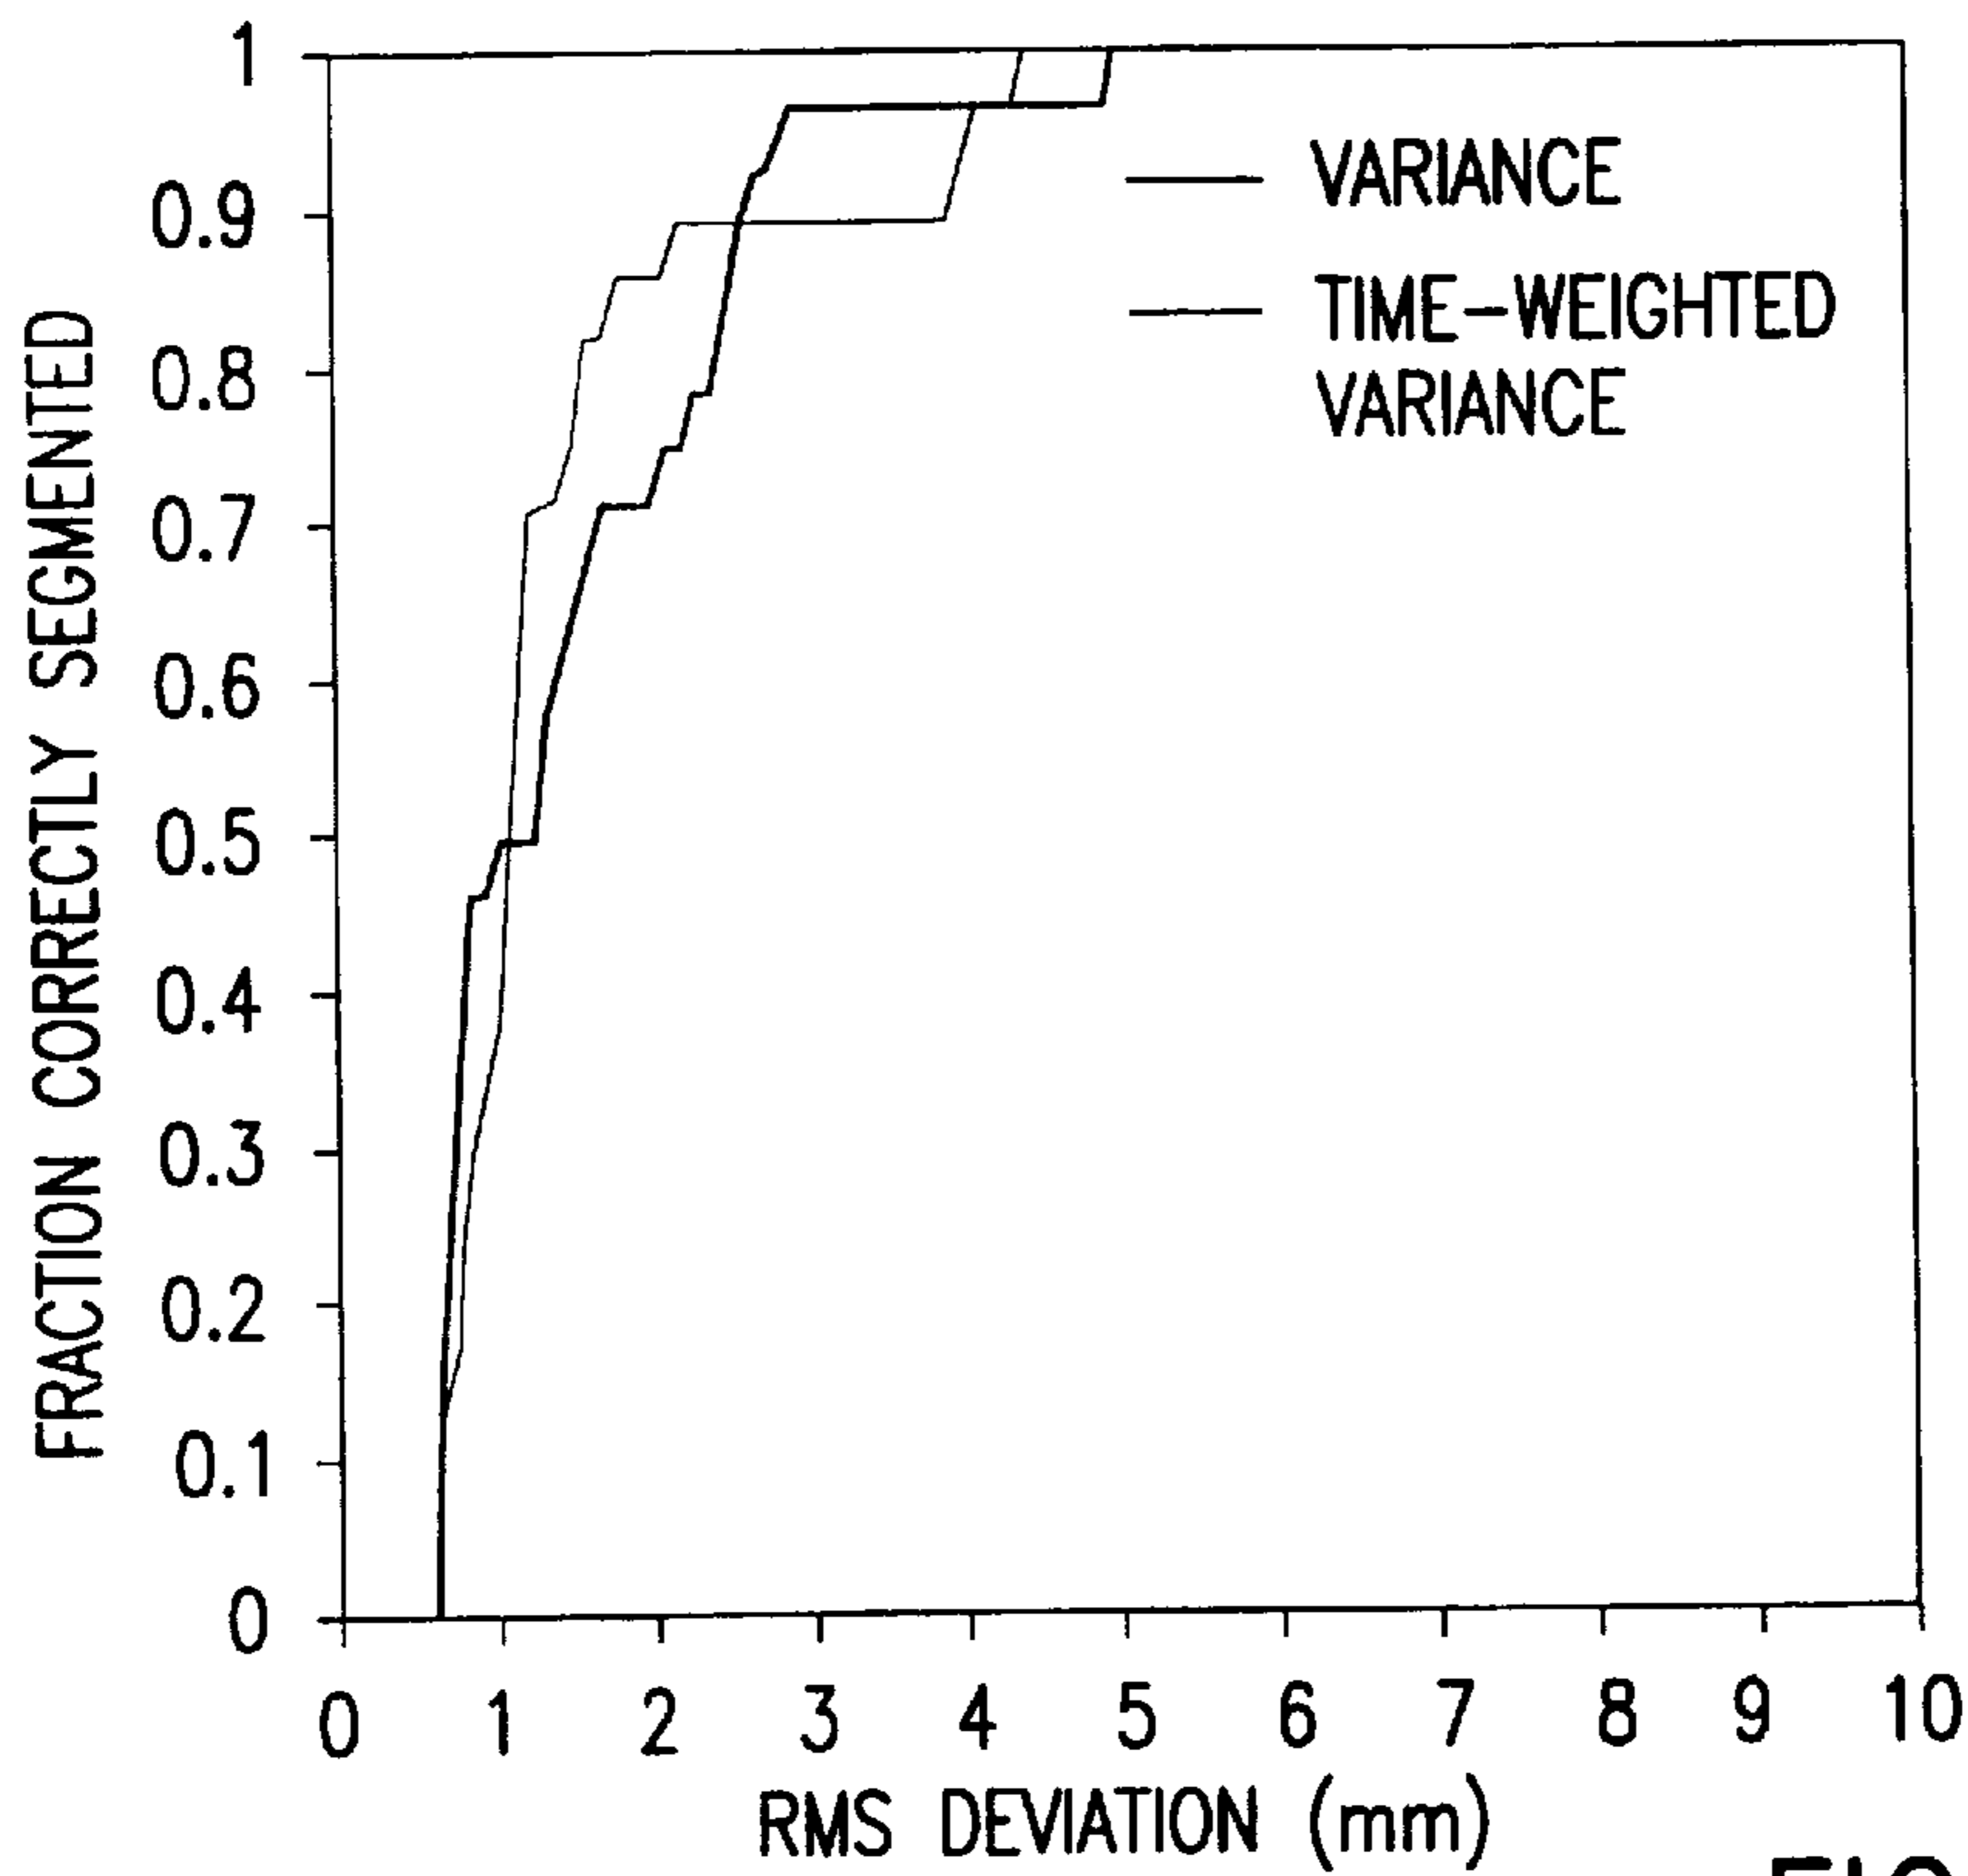 1
0.9
0.8
0.7
0.6
0.5
0.4
0.3
0.2
0.1
0
FRACTION CORRECTLY SEGMENTED
VARIANCE
TIME-WEIGHTED
VARIANCE
0 1 2 3 4 5 6 7 8 9 10
RMS DEVIATION (mm)